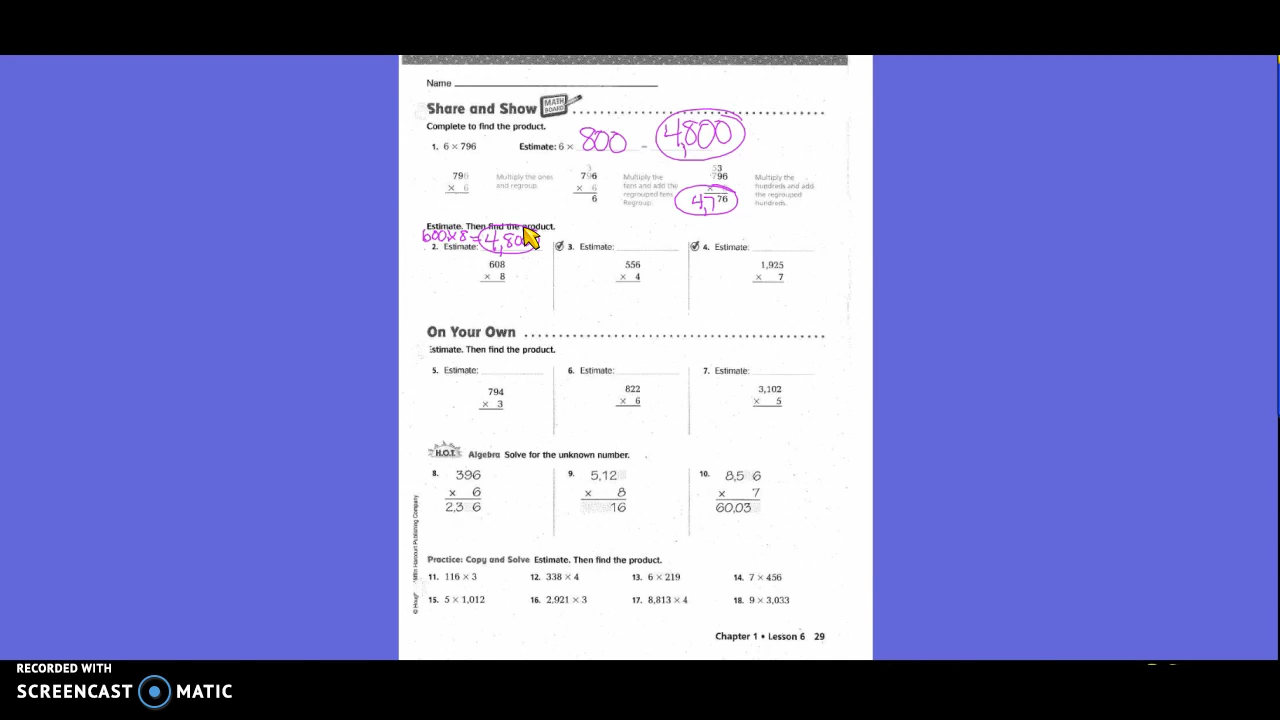 Name
Share and Show MATH BOARD
Complete to find the product.
1. 6 × 796 Estimate: 6 × 800 - 4,800
796 × 6
Multiply the ones and regroup.
3 796 × 6 6
Multiply the tens and add the regrouped tens. Regroup.
53 796 × 4,776
Multiply the hundreds and add the regrouped hundreds.
Estimate. Then find the product.
600 × 8 = 4,80
2. Estimate: 3. Estimate: 4. Estimate:
608 556 1,925
× 8 × 4 × 7
On Your Own
Estimate. Then find the product.
5. Estimate: 6. Estimate: 7. Estimate:
794 822 3,102
× 3 × 6 × 5
H.O.T. Algebra Solve for the unknown number.
8. 396 9. 5,12 10. 8,5 6
× 6 × 8 × 7
2,3 6 16 60,03
Practice: Copy and Solve Estimate. Then find the product.
11. 116 × 3 12. 338 × 4 13. 6 × 219 14. 7 × 456
15. 5 × 1,012 16. 2,921 × 3 17. 8,813 × 4 18. 9 × 3,033
Chapter 1 • Lesson 6 29
RECORDED WITH
SCREENCAST MATIC